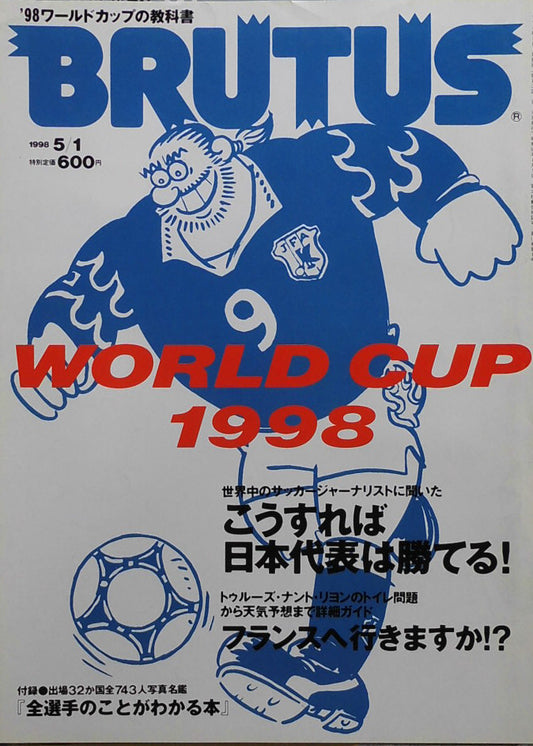 '98ワールドカップの教科書
BRUTUS
®
1998 5/1
特別定価600円
JFA
9
WORLD CUP
1998
世界中のサッカージャーナリストに聞いた
こうすれば
日本代表は勝てる!
トゥルーズ・ナント・リヨンのトイレ問題
から天気予想まで詳細ガイド
フランスへ行きますか!?
付録●出場32か国全743人写真名鑑
『全選手のことがわかる本』